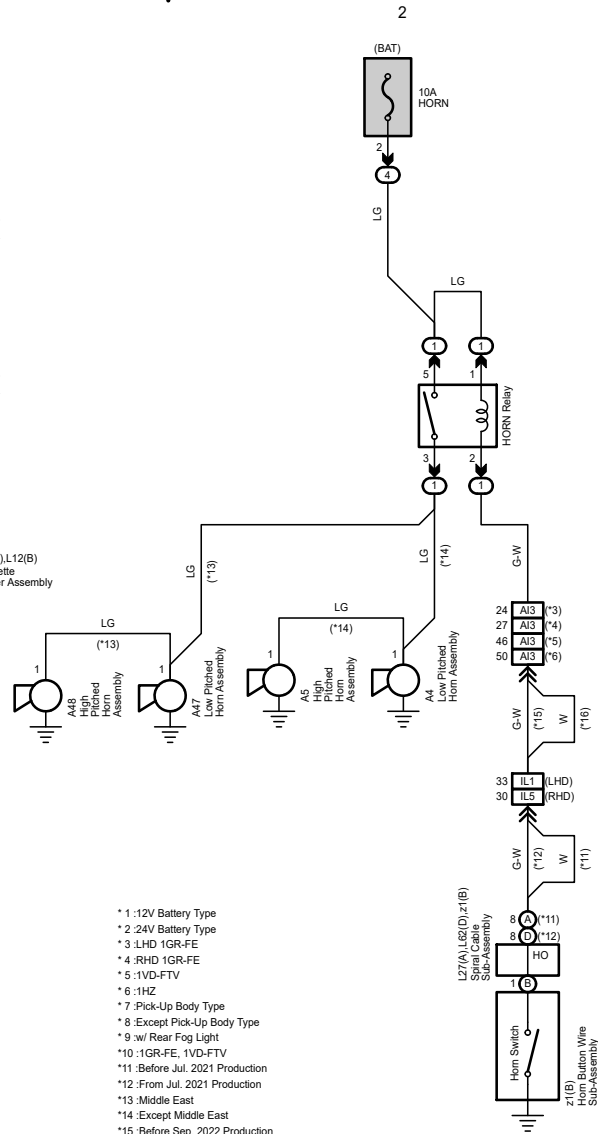 2
(BAT)
10A
HORN
2
4
LG
LG
1
1
5
1
HORN Relay
3
2
1
1
),L12(B)
ette
er Assembly
LG
(*13)
LG
(*14)
G-W
LG
(*13)
LG
(*14)
24 AI3 (*3)
27 AI3 (*4)
46 AI3 (*5)
50 AI3 (*6)
1
A48
High
Pitched
Horn
Assembly
1
A47
Low Pitched
Horn Assembly
1
A5
High
Pitched
Horn
Assembly
1
A4
Low Pitched
Horn Assembly
G-W
(*15)
W
(*16)
33 IL1 (LHD)
30 IL5 (RHD)
G-W
(*12)
W
(*11)
8 A (*11)
8 D (*12)
HO
L27(A),L62(D),z1(B)
Spiral Cable
Sub-Assembly
1 B
Horn Switch
z1(B)
Horn Button Wire
Sub-Assembly
* 1 :12V Battery Type
* 2 :24V Battery Type
* 3 :LHD 1GR-FE
* 4 :RHD 1GR-FE
* 5 :1VD-FTV
* 6 :1HZ
* 7 :Pick-Up Body Type
* 8 :Except Pick-Up Body Type
* 9 :w/ Rear Fog Light
*10 :1GR-FE, 1VD-FTV
*11 :Before Jul. 2021 Production
*12 :From Jul. 2021 Production
*13 :Middle East
*14 :Except Middle East
*15 :Before Sep. 2022 Production